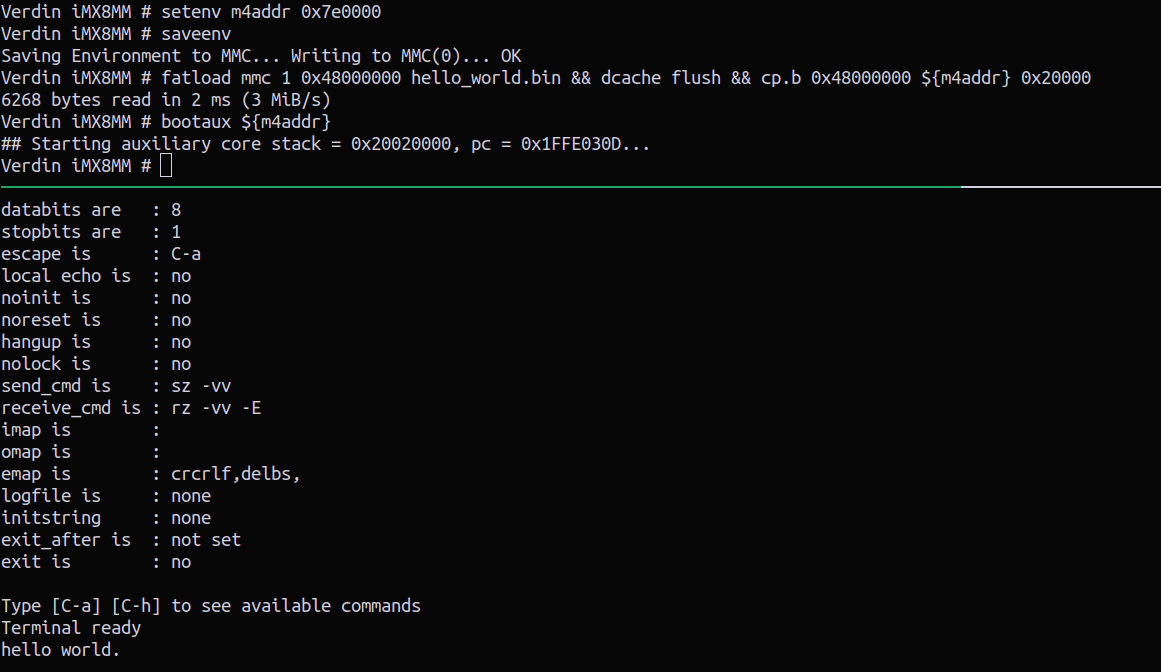 Verdin iMX8MM # setenv m4addr 0x7e0000
Verdin iMX8MM # saveenv
Saving Environment to MMC... Writing to MMC(0)... OK
Verdin iMX8MM # fatload mmc 1 0x48000000 hello_world.bin && dcache flush && cp.b 0x48000000 ${m4addr} 0x20000
6268 bytes read in 2 ms (3 MiB/s)
Verdin iMX8MM # bootaux ${m4addr}
## Starting auxiliary core stack = 0x20020000, pc = 0x1FFE030D...
Verdin iMX8MM #
databits are   : 8
stopbits are   : 1
escape is      : C-a
local echo is  : no
noinit is      : no
noreset is     : no
hangup is      : no
nolock is      : no
send_cmd is    : sz -vv
receive_cmd is : rz -vv -E
imap is        :
omap is        :
emap is        : crcrlf,delbs,
logfile is     : none
initstring     : none
exit_after is  : not set
exit is        : no
Type [C-a] [C-h] to see available commands
Terminal ready
hello world.